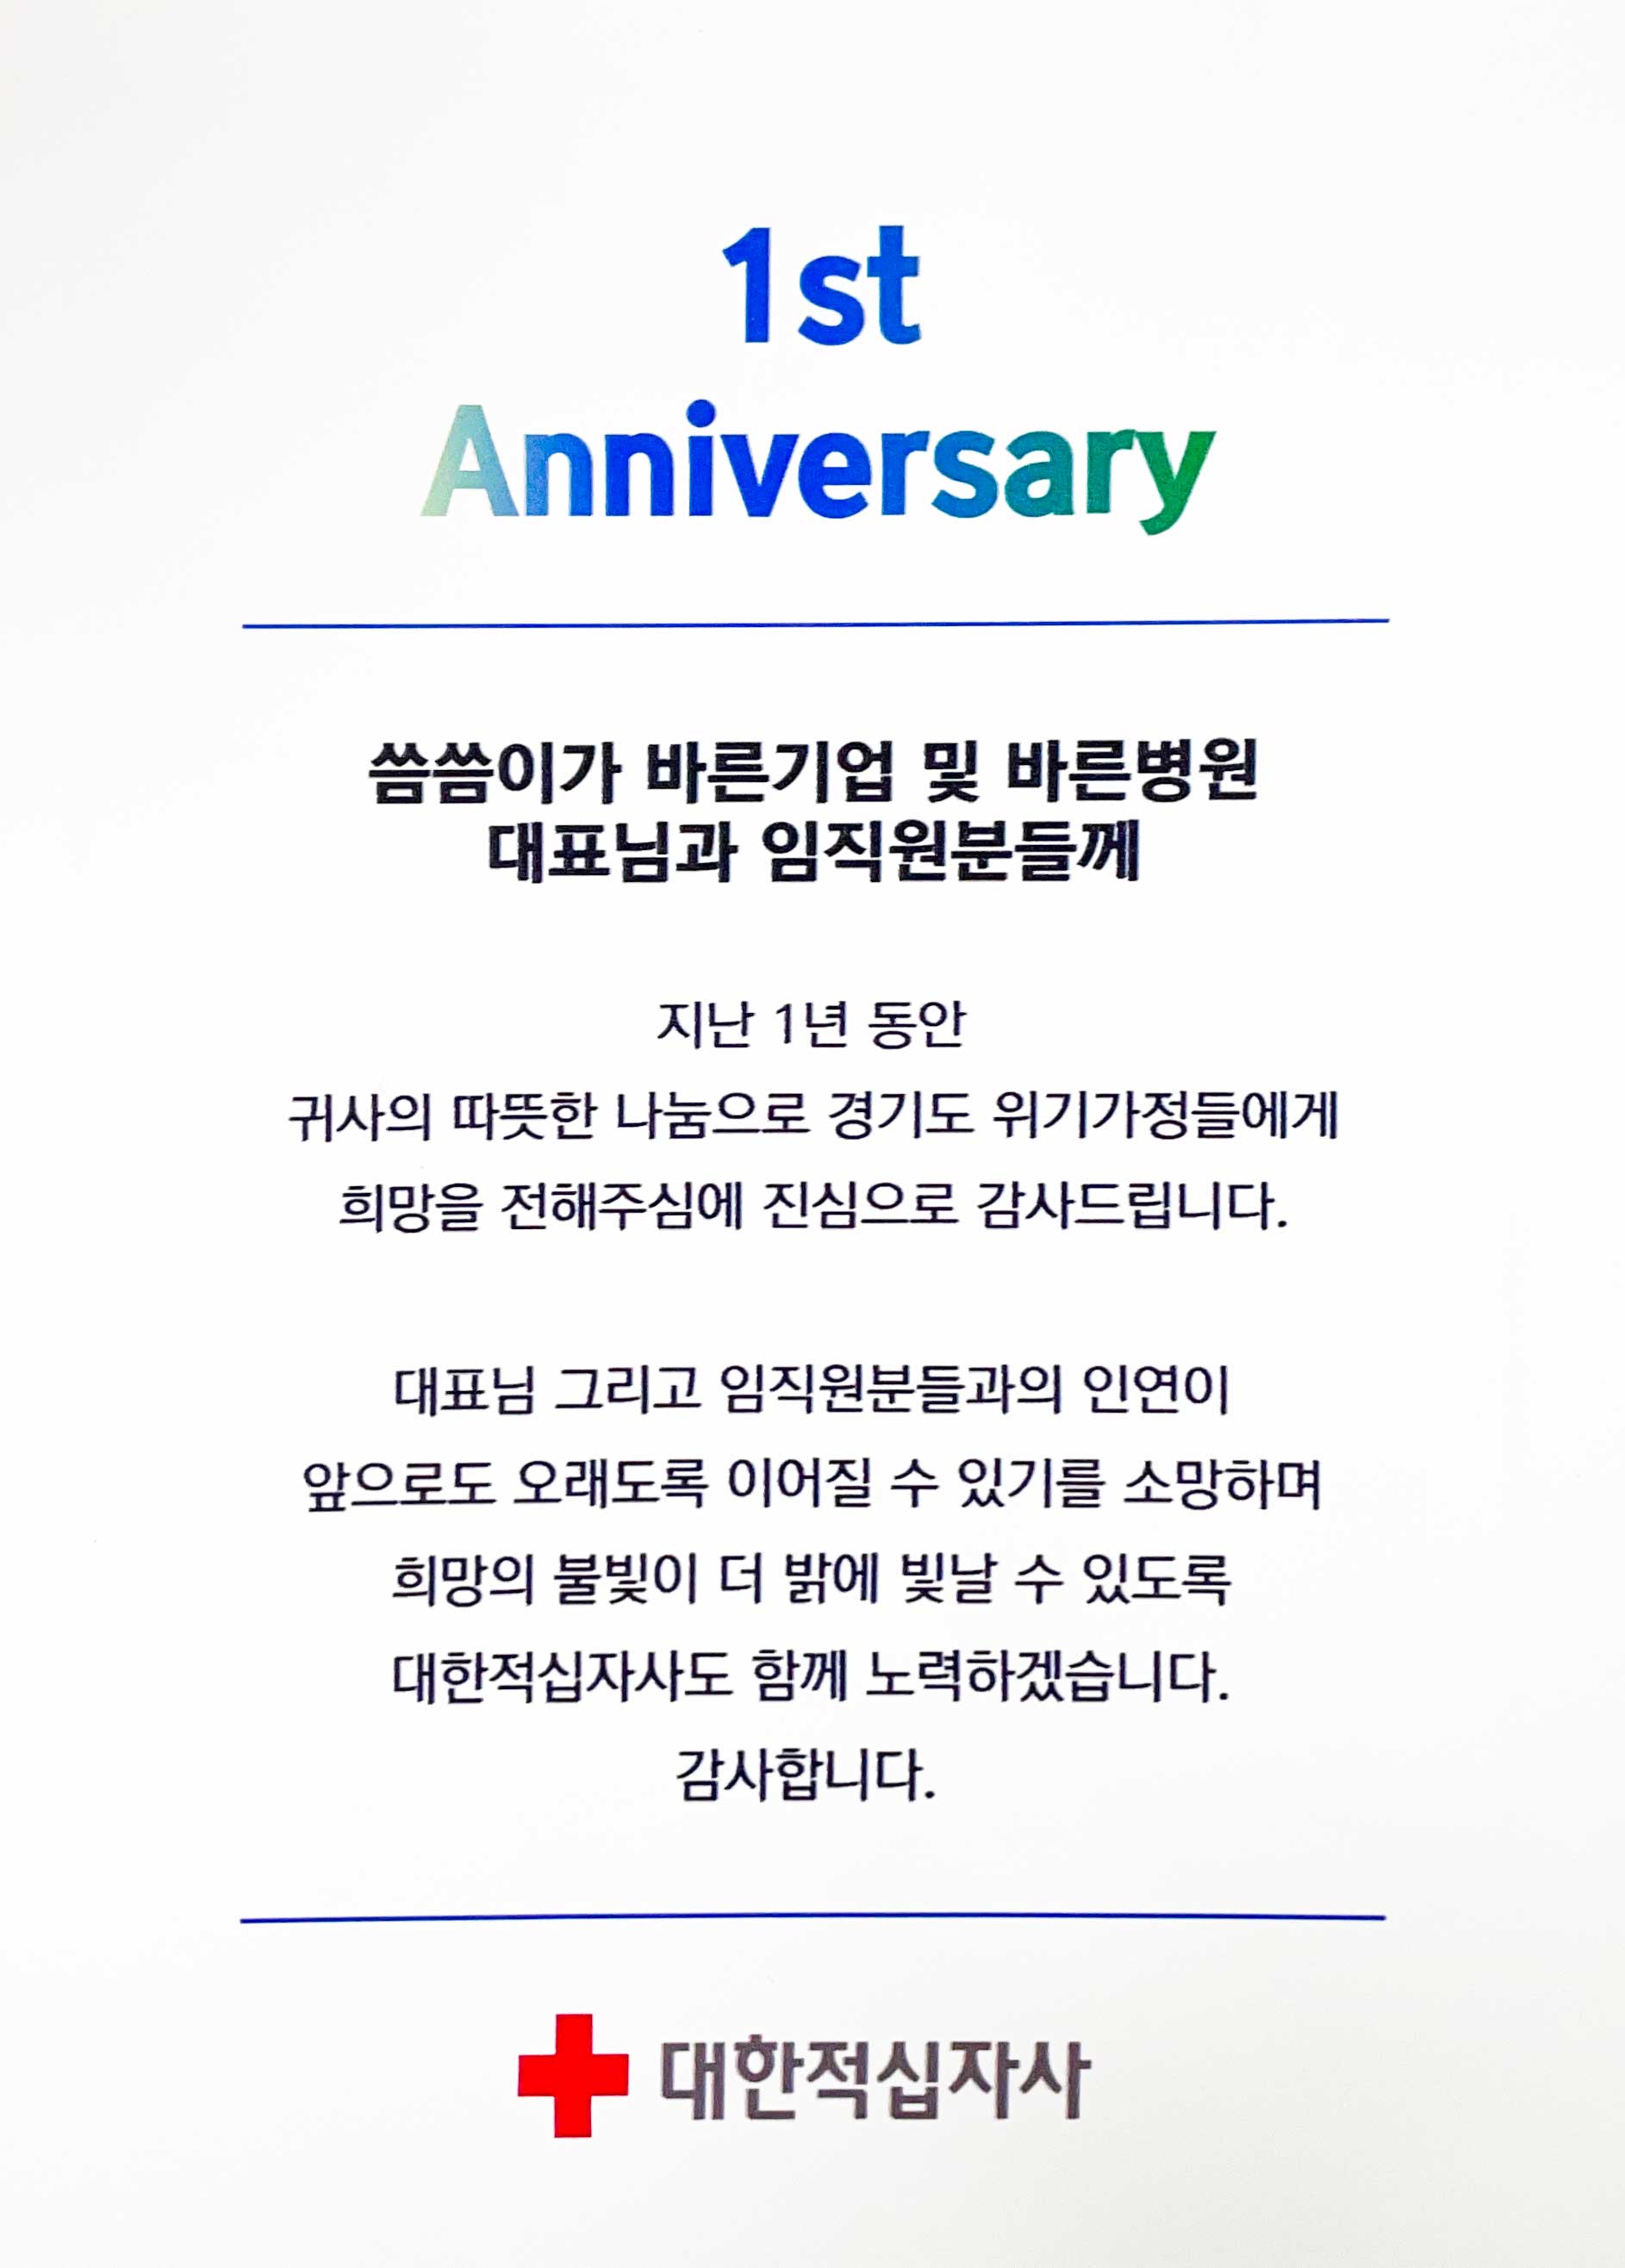 1st
Anniversary
씀씀이가 바른기업 및 바른병원
대표님과 임직원분들께
지난 1년 동안
귀사의 따뜻한 나눔으로 경기도 위기가정들에게
희망을 전해주심에 진심으로 감사드립니다.
대표님 그리고 임직원분들과의 인연이
앞으로도 오래도록 이어질 수 있기를 소망하며
희망의 불빛이 더 밝에 빛날 수 있도록
대한적십자사도 함께 노력하겠습니다.
감사합니다.
대한적십자사